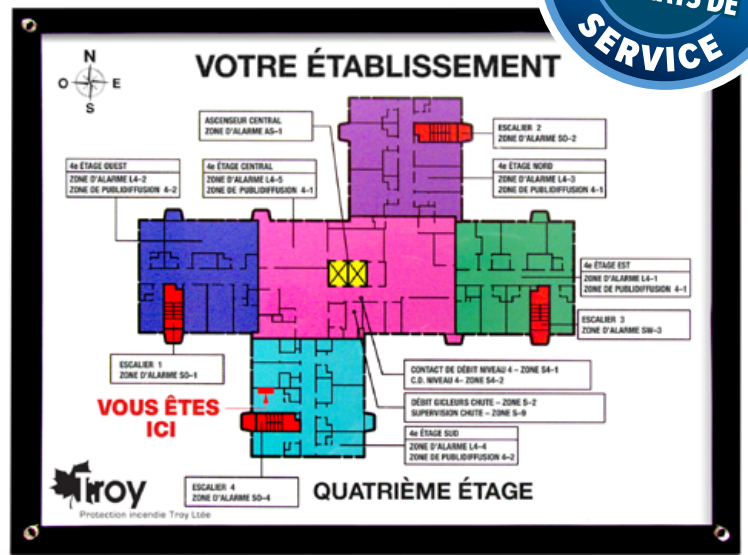 TS DE
SERVICE
N
O E
S
VOTRE ÉTABLISSEMENT
ASCENSEUR CENTRAL
ZONE D'ALARME AS-1
ESCALIER 2
ZONE D'ALARME SO-2
4e ÉTAGE OUEST
ZONE D'ALARME L4-2
ZONE DE PUBLIDIFFUSION 4-2
4e ÉTAGE CENTRAL
ZONE D'ALARME L4-5
ZONE DE PUBLIDIFFUSION 4-1
4e ÉTAGE NORD
ZONE D'ALARME L4-3
ZONE DE PUBLIDIFFUSION 4-1
4e ÉTAGE EST
ZONE D'ALARME L4-1
ZONE DE PUBLIDIFFUSION 4-1
ESCALIER 3
ZONE D'ALARME SW-3
ESCALIER 1
ZONE D'ALARME SO-1
CONTACT DE DÉBIT NIVEAU 4 - ZONE S4-1
C.D. NIVEAU 4- ZONE S4-2
DÉBIT GICLEURS CHUTE - ZONE S-2
SUPERVISION CHUTE - ZONE S-9
VOUS ÊTES
ICI
4e ÉTAGE SUD
ZONE D'ALARME L4-4
ZONE DE PUBLIDIFFUSION 4-2
ESCALIER 4
ZONE D'ALARME SO-4
QUATRIÈME ÉTAGE
Troy
Protection incendie Troy Ltée